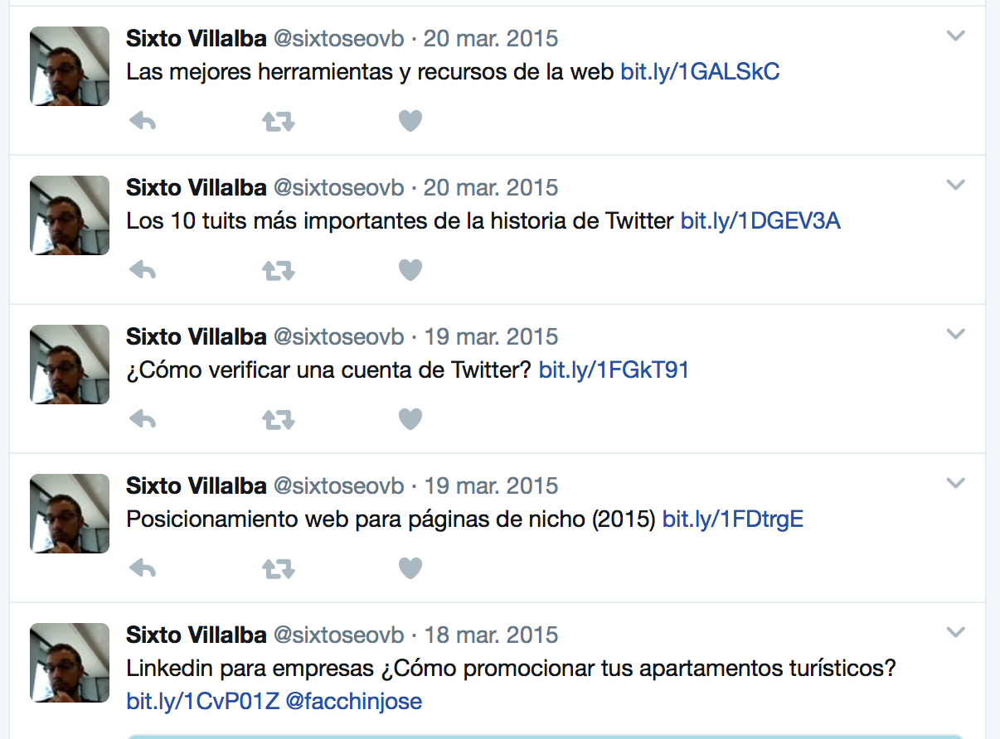 Sixto Villalba @sixtoseovb · 20 mar. 2015
Las mejores herramientas y recursos de la web bit.ly/1GALSkC
Sixto Villalba @sixtoseovb · 20 mar. 2015
Los 10 tuits más importantes de la historia de Twitter bit.ly/1DGEV3A
Sixto Villalba @sixtoseovb · 19 mar. 2015
¿Cómo verificar una cuenta de Twitter? bit.ly/1FGkT91
Sixto Villalba @sixtoseovb · 19 mar. 2015
Posicionamiento web para páginas de nicho (2015) bit.ly/1FDtrgE
Sixto Villalba @sixtoseovb · 18 mar. 2015
Linkedin para empresas ¿Cómo promocionar tus apartamentos turísticos?
bit.ly/1CvP01Z @facchinjose